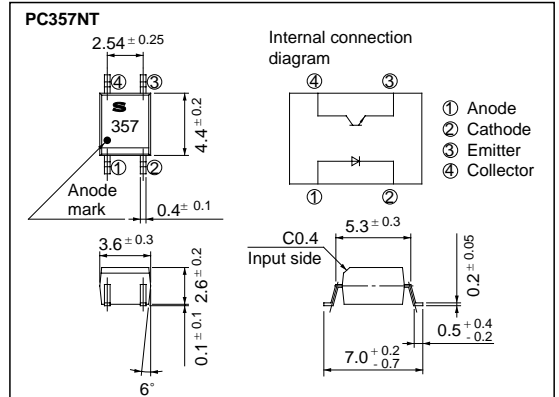 PC357NT
2.54 ± 0.25
④ ③
357
4.4 ± 0.2
① ②
Anode
mark
0.4 ± 0.1
Internal connection
diagram
④ ③
① ②
① Anode
② Cathode
③ Emitter
④ Collector
3.6 ± 0.3
2.6 ± 0.2
0.1 ± 0.1
6°
C0.4
Input side
5.3 ± 0.3
0.2 ± 0.05
0.5 + 0.4 - 0.2
7.0 + 0.2 - 0.7